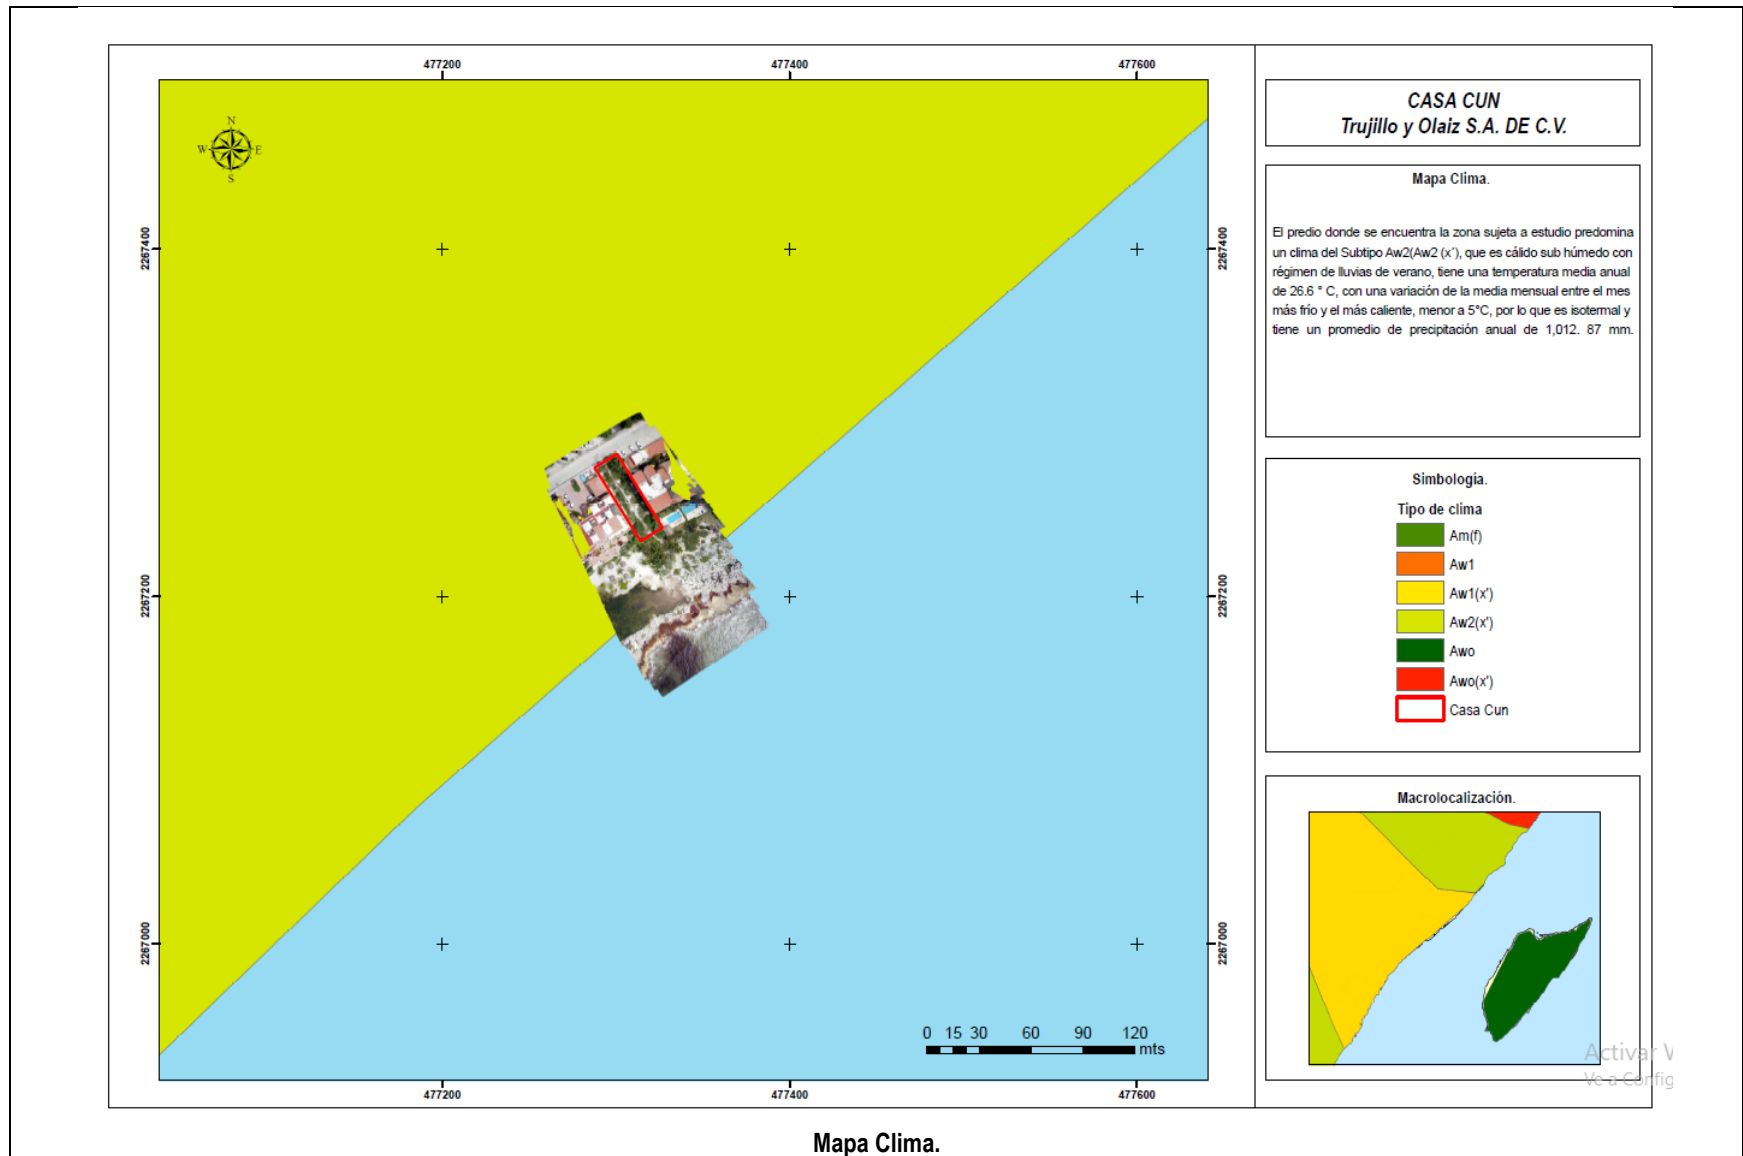 477200
477400
477600
N
W
E
S
2267400
2267400
2267200
2267200
2267000
2267000
0 15 30 60 90 120
mts
477200
477400
477600
CASA CUN
Trujillo y Olaiz S.A. DE C.V.
Mapa Clima.
El predio donde se encuentra la zona sujeta a estudio predomina
un clima del Subtipo Aw2(Aw2 (x´), que es cálido sub húmedo con
régimen de lluvias de verano, tiene una temperatura media anual
de 26.6 ° C, con una variación de la media mensual entre el mes
más frío y el más caliente, menor a 5°C, por lo que es isotermal y
tiene un promedio de precipitación anual de 1,012. 87 mm.
Simbología.
Tipo de clima
Am(f)
Aw1
Aw1(x')
Aw2(x')
Awo
Awo(x')
Casa Cun
Macrolocalización.
Activar
Ve a Config
Mapa Clima.